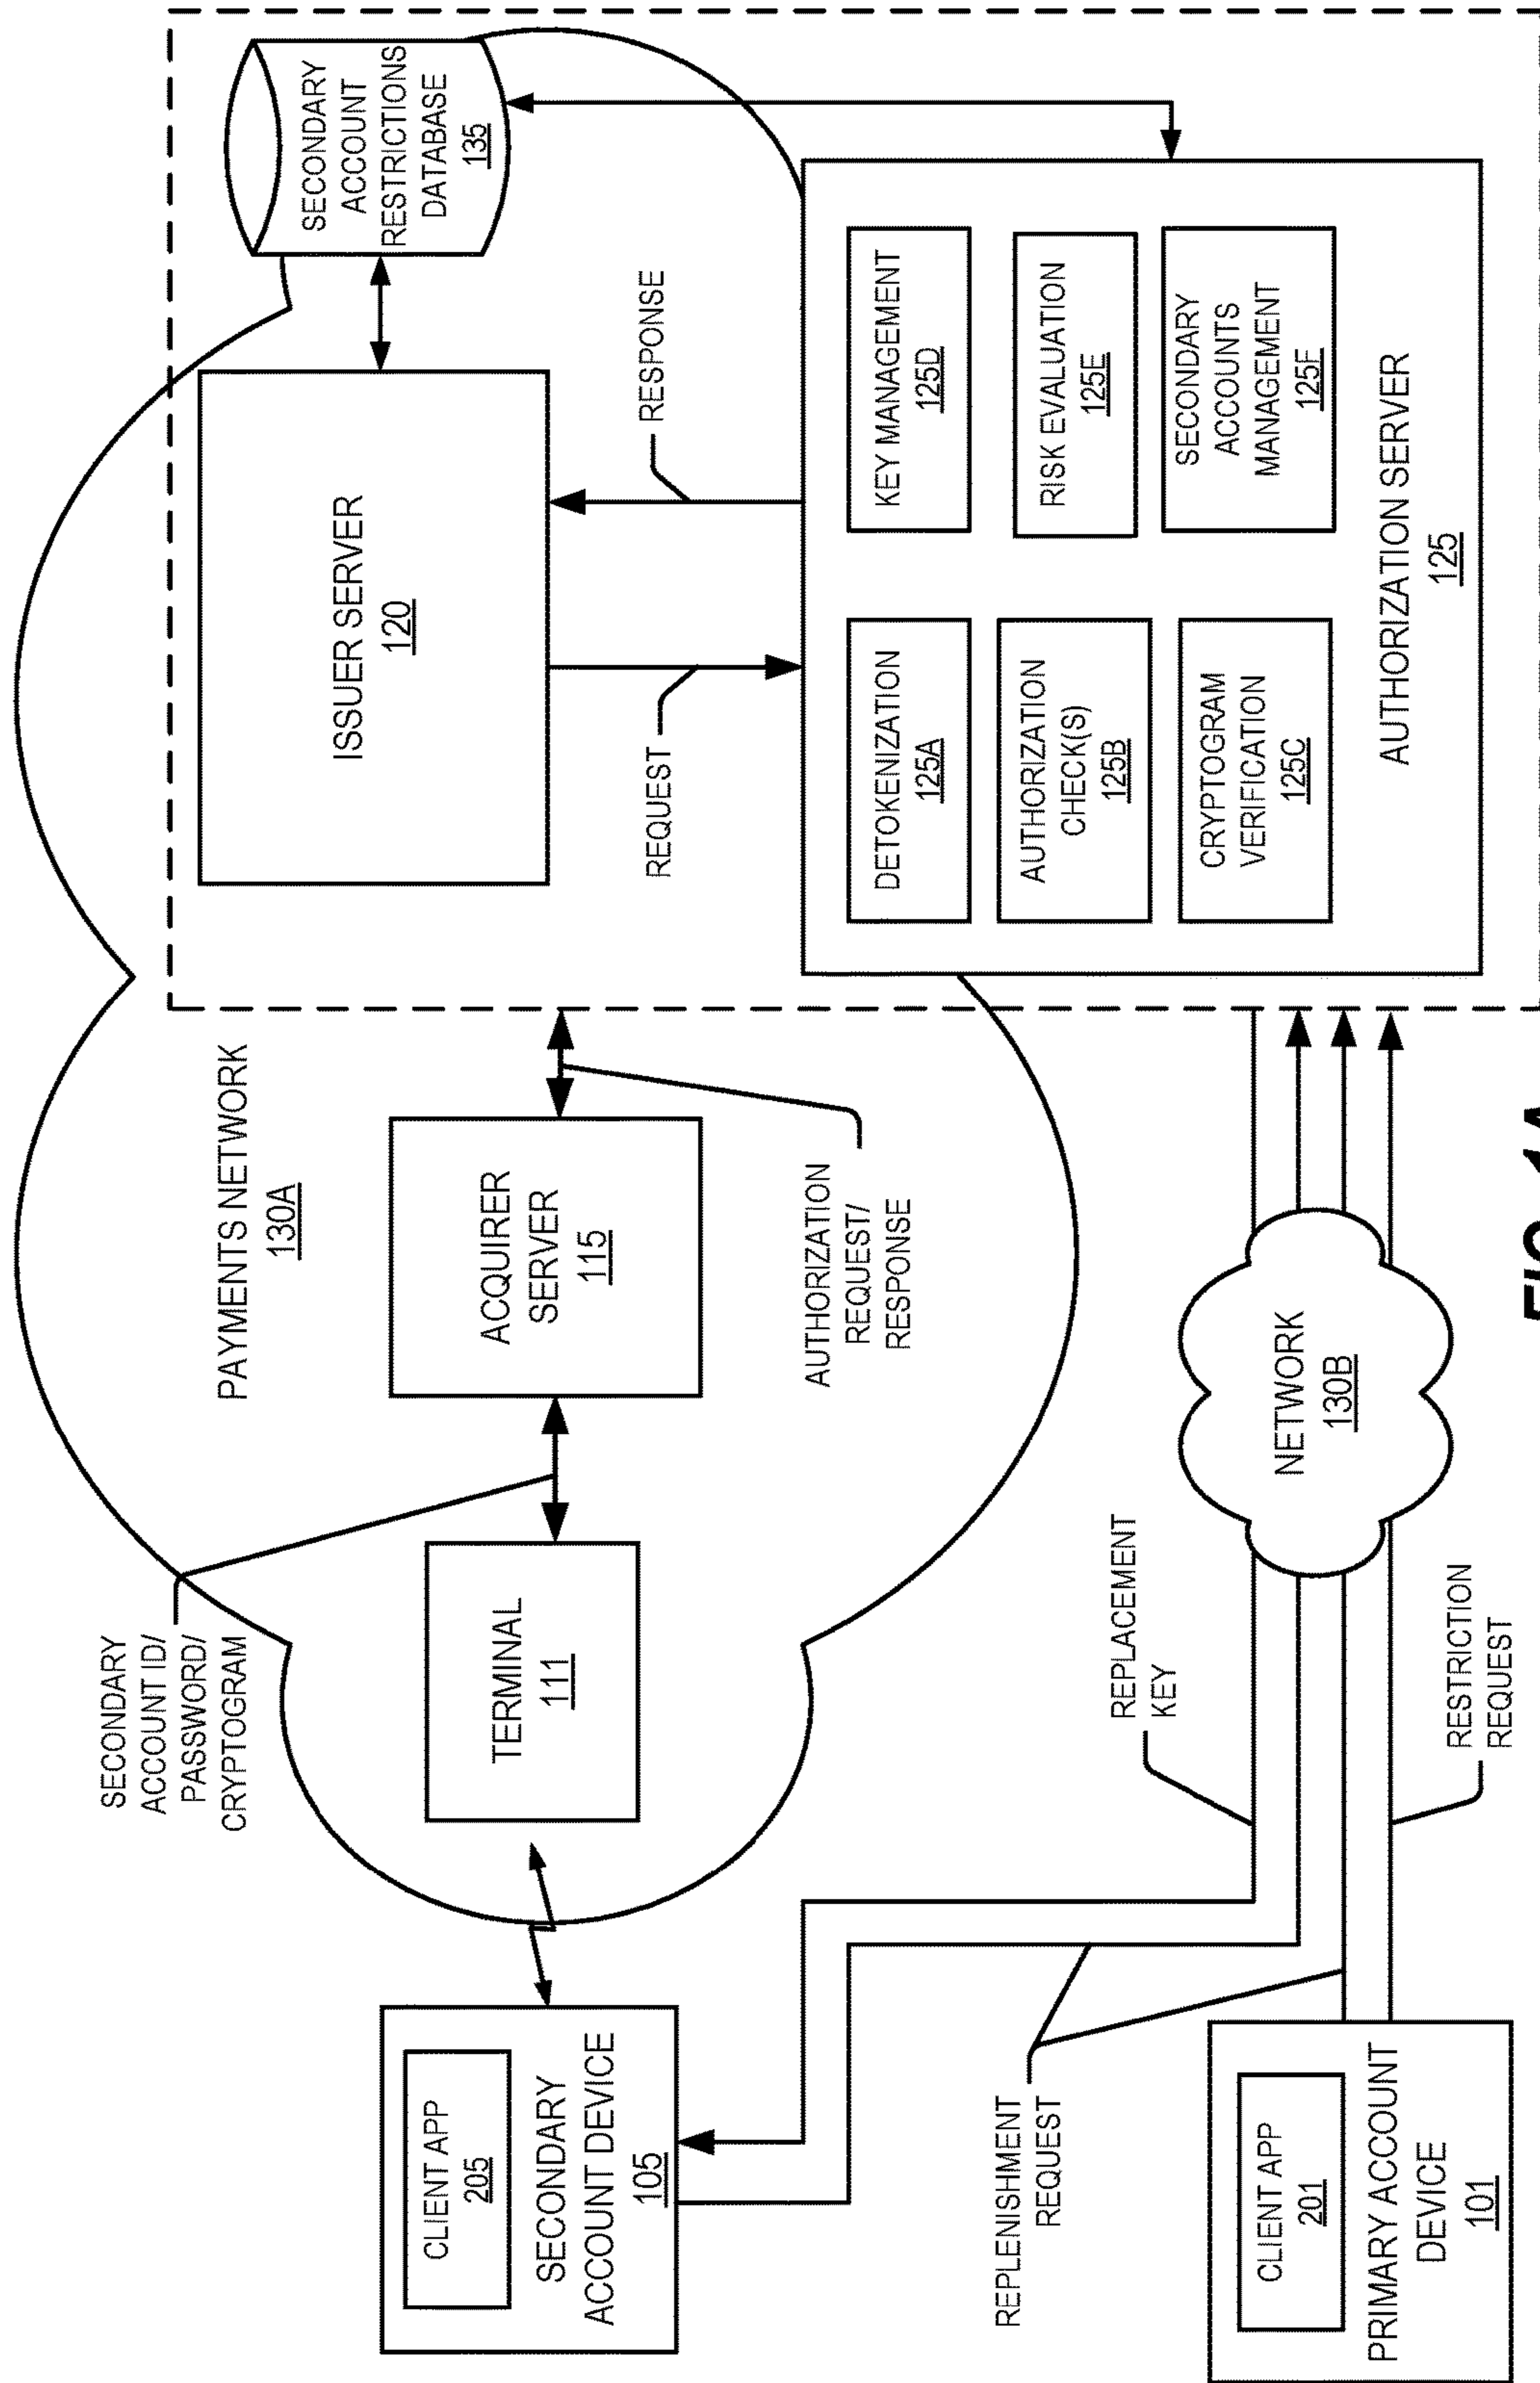 PAYMENTS NETWORK
130A
SECONDARY
ACCOUNT ID/
PASSWORD/
CRYPTOGRAM
SECONDARY
ACCOUNT
RESTRICTIONS
DATABASE
135
ISSUER SERVER
120
ACQUIRER
SERVER
115
TERMINAL
111
CLIENT APP
205
SECONDARY
ACCOUNT DEVICE
105
REQUEST
RESPONSE
AUTHORIZATION
REQUEST/
RESPONSE
DETOKENIZATION
125A
KEY MANAGEMENT
125D
AUTHORIZATION
CHECK(S)
125B
RISK EVALUATION
125E
CRYPTOGRAM
VERIFICATION
125C
SECONDARY
ACCOUNTS
MANAGEMENT
125F
AUTHORIZATION SERVER
125
REPLENISHMENT
REQUEST
REPLACEMENT
KEY
NETWORK
130B
CLIENT APP
201
PRIMARY ACCOUNT
DEVICE
101
RESTRICTION
REQUEST
FIG. 1A